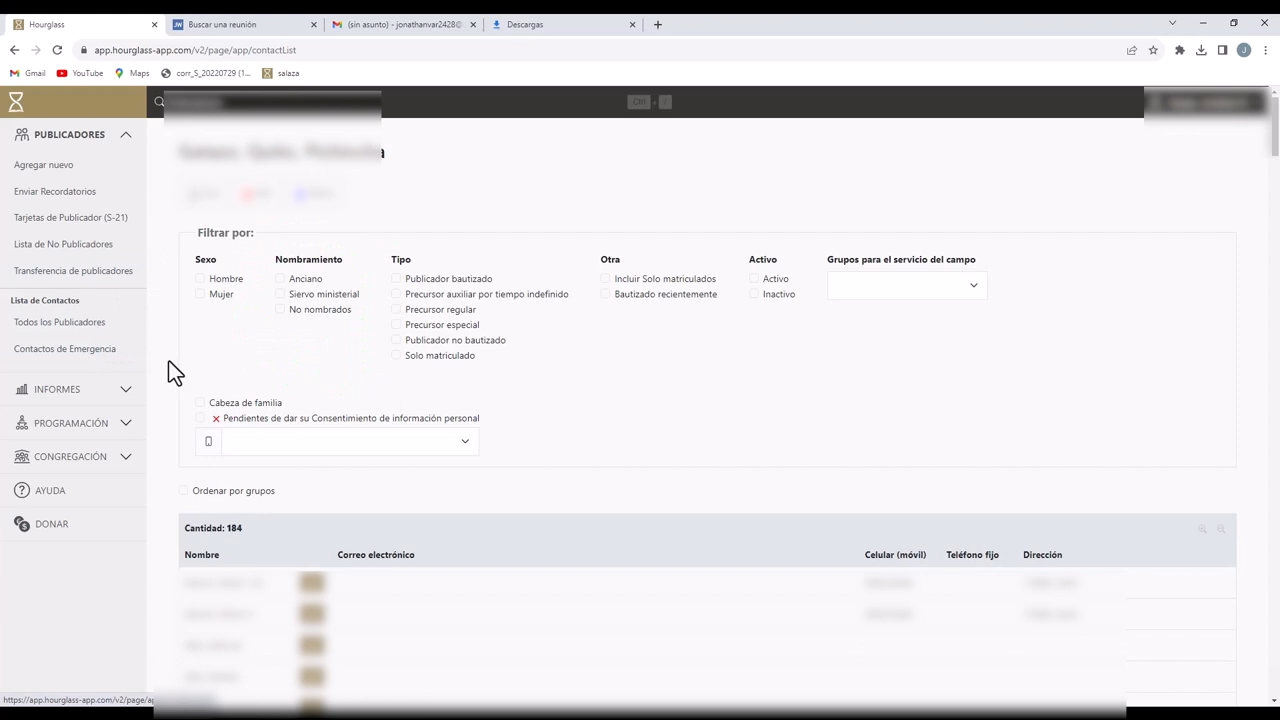 Hourglass
Buscar una reunión
(sin asunto) - jonathanvar2428@
Descargas
app.hourglass-app.com/v2/page/app/contactList
Gmail
YouTube
Maps
corr_S_20220729 (1...
salaza
J
PUBLICADORES
Agregar nuevo
Enviar Recordatorios
Tarjetas de Publicador (S-21)
Lista de No Publicadores
Transferencia de publicadores
Lista de Contactos
Todos los Publicadores
Contactos de Emergencia
INFORMES
PROGRAMACIÓN
CONGREGACIÓN
AYUDA
DONAR
Filtrar por:
Sexo
Hombre
Mujer
Nombramiento
Anciano
Siervo ministerial
No nombrados
Tipo
Publicador bautizado
Precursor auxiliar por tiempo indefinido
Precursor regular
Precursor especial
Publicador no bautizado
Solo matriculado
Otra
Incluir Solo matriculados
Bautizado recientemente
Activo
Activo
Inactivo
Grupos para el servicio del campo
Cabeza de familia
Pendientes de dar su Consentimiento de información personal
Ordenar por grupos
Cantidad: 184
Nombre Correo electrónico Celular (móvil) Teléfono fijo Dirección
https://app.hourglass-app.com/v2/page/ap